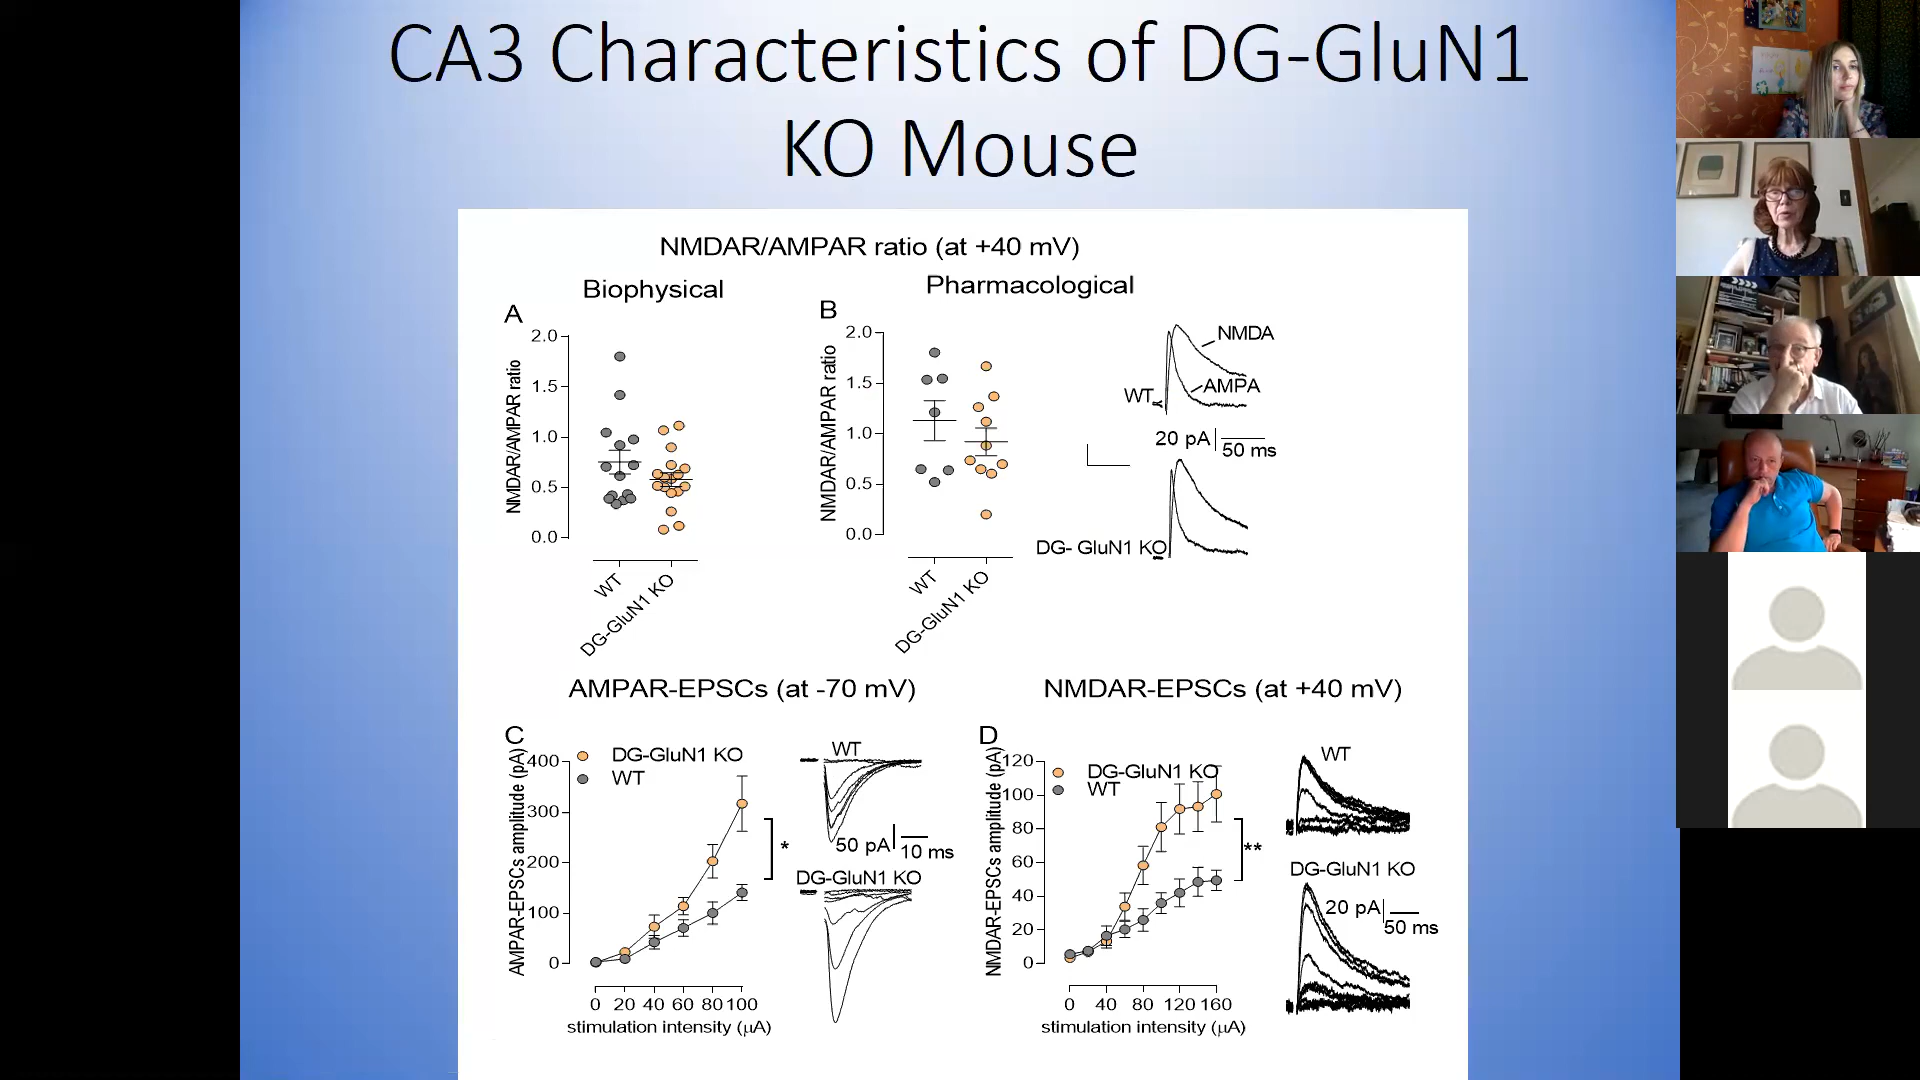 CA3 Characteristics of DG-GluN1
KO Mouse
NMDAR/AMPAR ratio (at +40 mV)
Biophysical
Pharmacological
A
NMDAR/AMPAR ratio
2.0
1.5
1.0
0.5
0.0
WT
DG-GluN1 KO
B
NMDAR/AMPAR ratio
2.0
1.5
1.0
0.5
0.0
WT
DG-GluN1 KO
NMDA
AMPA
WT
20 pA
50 ms
DG- GluN1 KO
AMPAR-EPSCs (at -70 mV)
NMDAR-EPSCs (at +40 mV)
C
AMPAR-EPSCs amplitude (pA)
400
300
200
100
0
DG-GluN1 KO
WT
*
0 20 40 60 80 100
stimulation intensity (µA)
WT
50 pA
10 ms
DG-GluN1 KO
D
NMDAR-EPSCs amplitude (pA)
120
100
80
60
40
20
0
DG-GluN1 KO
WT
**
0 40 80 120 160
stimulation intensity (µA)
WT
DG-GluN1 KO
20 pA
50 ms